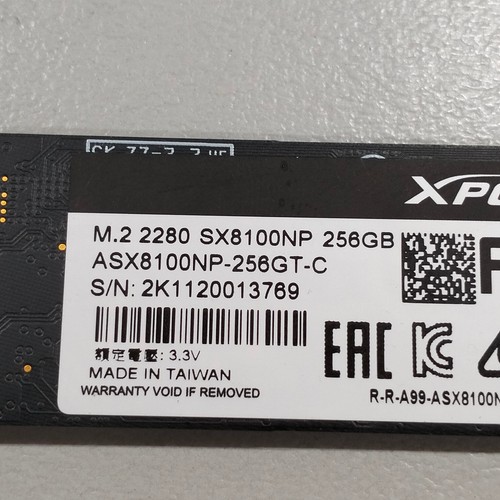 XPG
M.2 2280 SX8100NP 256GB
ASX8100NP-256GT-C
S/N: 2K1120013769
額定電壓: 3.3V
MADE IN TAIWAN
WARRANTY VOID IF REMOVED
EAC
R-R-A99-ASX8100N